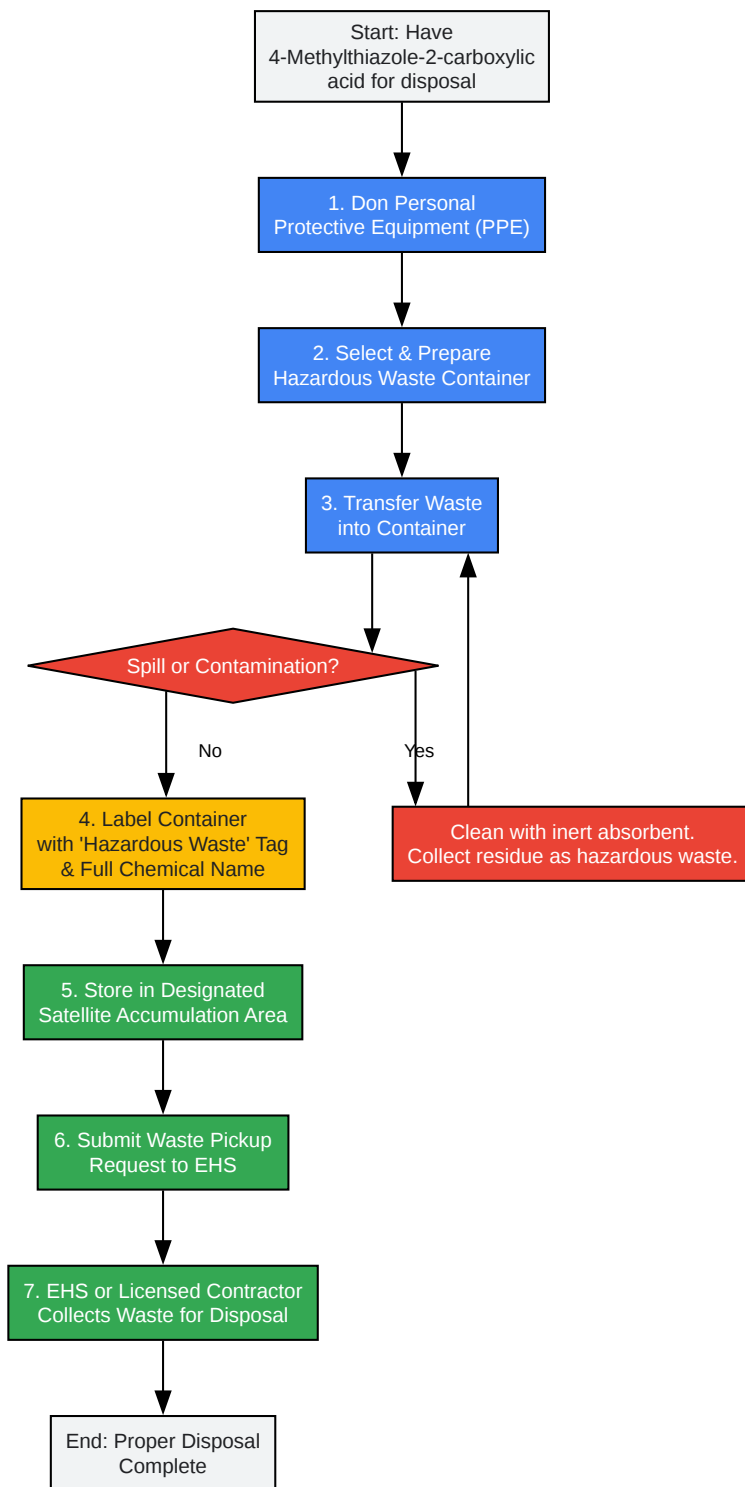 Start: Have
4-Methylthiazole-2-carboxylic
acid for disposal
1. Don Personal
Protective Equipment (PPE)
2. Select & Prepare
Hazardous Waste Container
3. Transfer Waste
into Container
Spill or Contamination?
No
Yes
4. Label Container
with 'Hazardous Waste' Tag
& Full Chemical Name
Clean with inert absorbent.
Collect residue as hazardous waste.
5. Store in Designated
Satellite Accumulation Area
6. Submit Waste Pickup
Request to EHS
7. EHS or Licensed Contractor
Collects Waste for Disposal
End: Proper Disposal
Complete